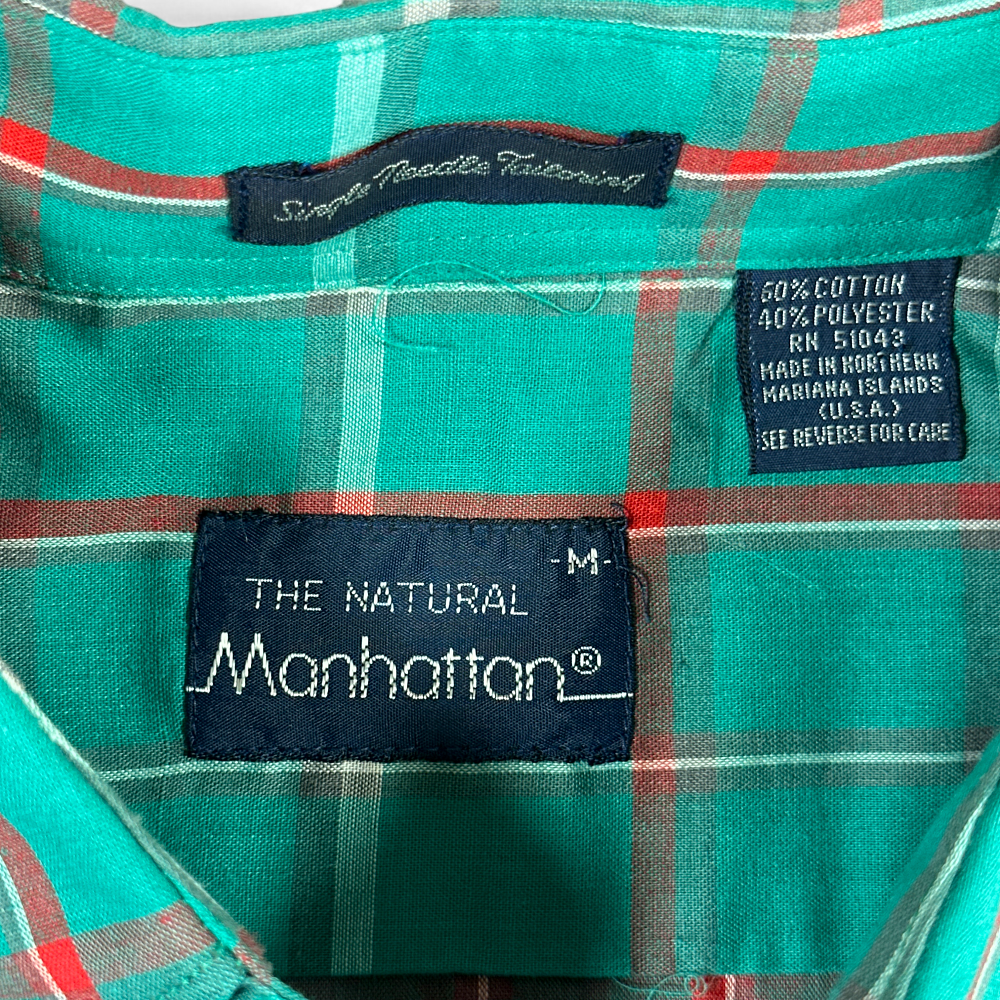 Single Needle Tailoring
60% COTTON
40% POLYESTER
RN 51043
MADE IN NORTHERN
MARIANA ISLANDS
(U.S.A.)
SEE REVERSE FOR CARE
-M-
THE NATURAL
Manhattan®